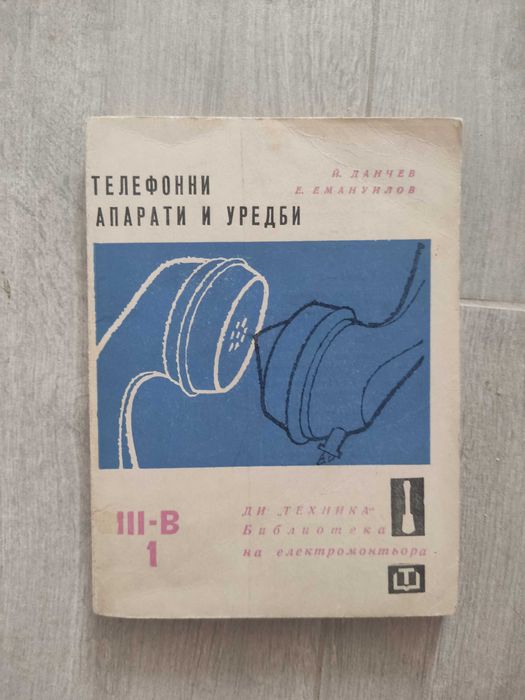 Й. ДАНЧЕВ
Е. ЕМАНУИЛОВ
ТЕЛЕФОННИ
АПАРАТИ И УРЕДБИ
III-В
1
ДИ „ТЕХНИКА“
Библиотека
на електромонтьора
Т